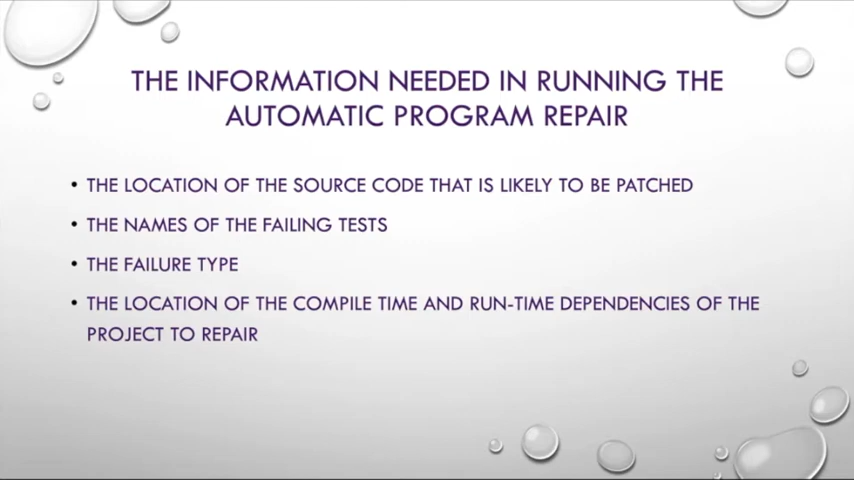 THE INFORMATION NEEDED IN RUNNING THE
AUTOMATIC PROGRAM REPAIR
• THE LOCATION OF THE SOURCE CODE THAT IS LIKELY TO BE PATCHED
• THE NAMES OF THE FAILING TESTS
• THE FAILURE TYPE
• THE LOCATION OF THE COMPILE TIME AND RUN-TIME DEPENDENCIES OF THE
PROJECT TO REPAIR